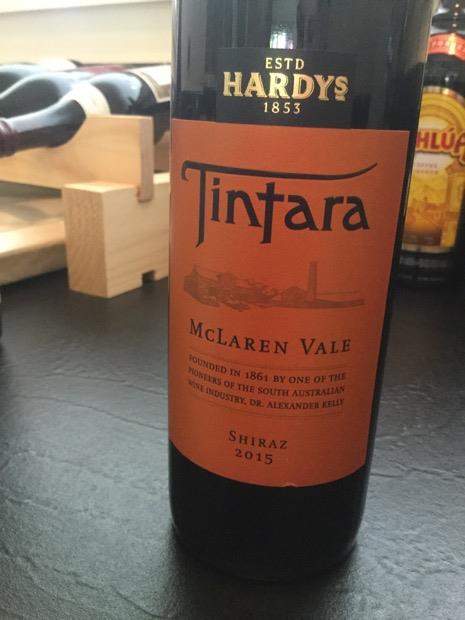 ESTD
HARDYS
1853
Tintara
McLAREN VALE
FOUNDED IN 1861 BY ONE OF THE
PIONEERS OF THE SOUTH AUSTRALIAN
WINE INDUSTRY, DR. ALEXANDER KELLY
SHIRAZ
2015